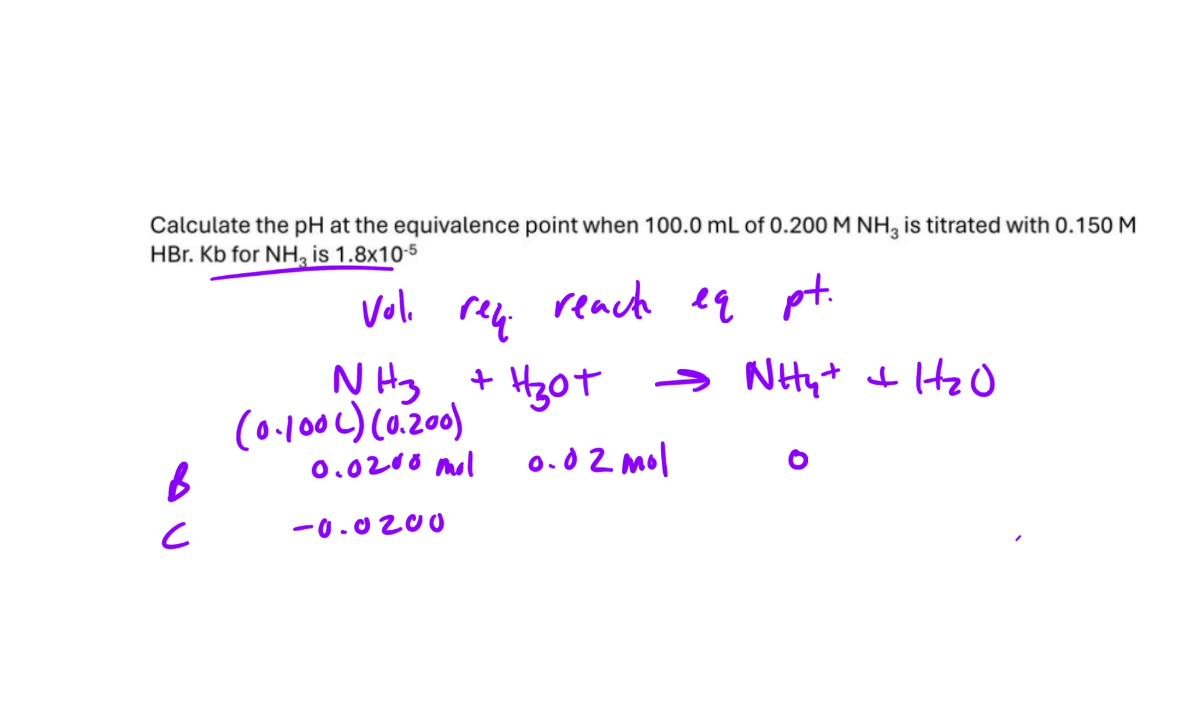 Calculate the pH at the equivalence point when 100.0 mL of 0.200 M NH₃ is titrated with 0.150 M
HBr. Kb for NH₃ is 1.8x10⁻⁵
Vol. req. reach eq pt.
NH₃ + H₃O+ → NH₄+ + H₂O
(0.100L)(0.200)
B 0.0200 mol 0.02 mol 0
C -0.0200